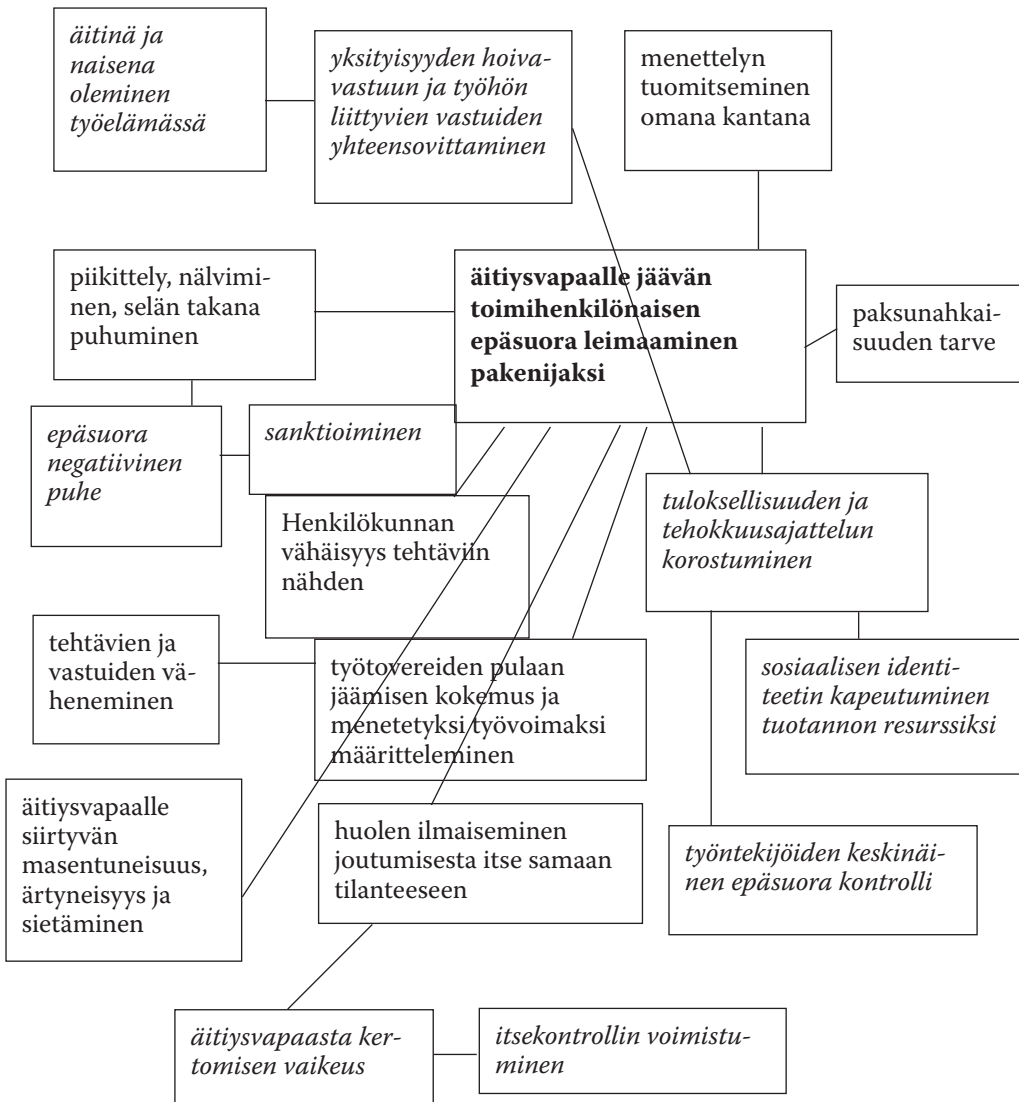 äitinä ja
naisena
oleminen
työelämässä
yksityisyyden hoiva-
vastuun ja työhön
liittyvien vastuiden
yhteensovittaminen
menettelyn
tuomitseminen
omana kantana
piikittely, nälvimi-
nen, selän takana
puhuminen
äitiysvapaalle jäävän
toimihenkilönaisen
epäsuora leimaaminen
pakenijaksi
paksunahkai-
suuden tarve
epäsuora
negatiivinen
puhe
sanktioiminen
Henkilökunnan
vähäisyys tehtäviin
nähden
tuloksellisuuden ja
tehokkuusajattelun
korostuminen
tehtävien ja
vastuiden vä-
heneminen
työtovereiden pulaan
jäämisen kokemus ja
menetetyksi työvoimaksi
määritteleminen
sosiaalisen identi-
teetin kapeutuminen
tuotannon resurssiksi
äitiysvapaalle
siirtyvän
masentuneisuus,
ärtyneisyys ja
sietäminen
huolen ilmaiseminen
joutumisesta itse samaan
tilanteeseen
työntekijöiden keskinäi-
nen epäsuora kontrolli
äitiysvapaasta ker-
tomisen vaikeus
itsekontrollin voimistu-
minen